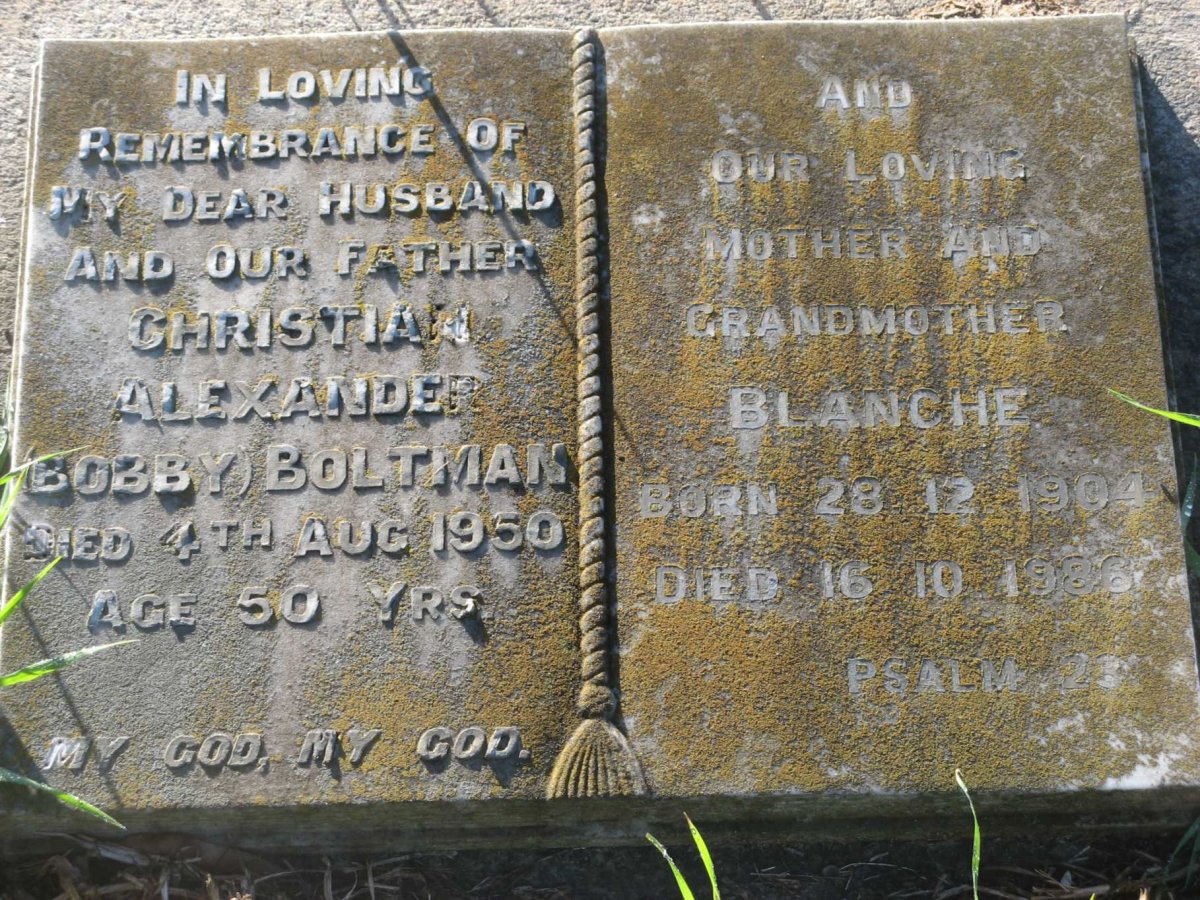 IN LOVING
REMEMBRANCE OF
MY DEAR HUSBAND
AND OUR FATHER
CHRISTIAN
ALEXANDER
(BOBBY) BOLTMAN
DIED 4TH AUG 1950
AGE 50 YRS.
MY GOD, MY GOD.
AND
OUR LOVING
MOTHER AND
GRANDMOTHER.
BLANCHE
BORN 28 12 1904
DIED 16 10 1986
PSALM 23